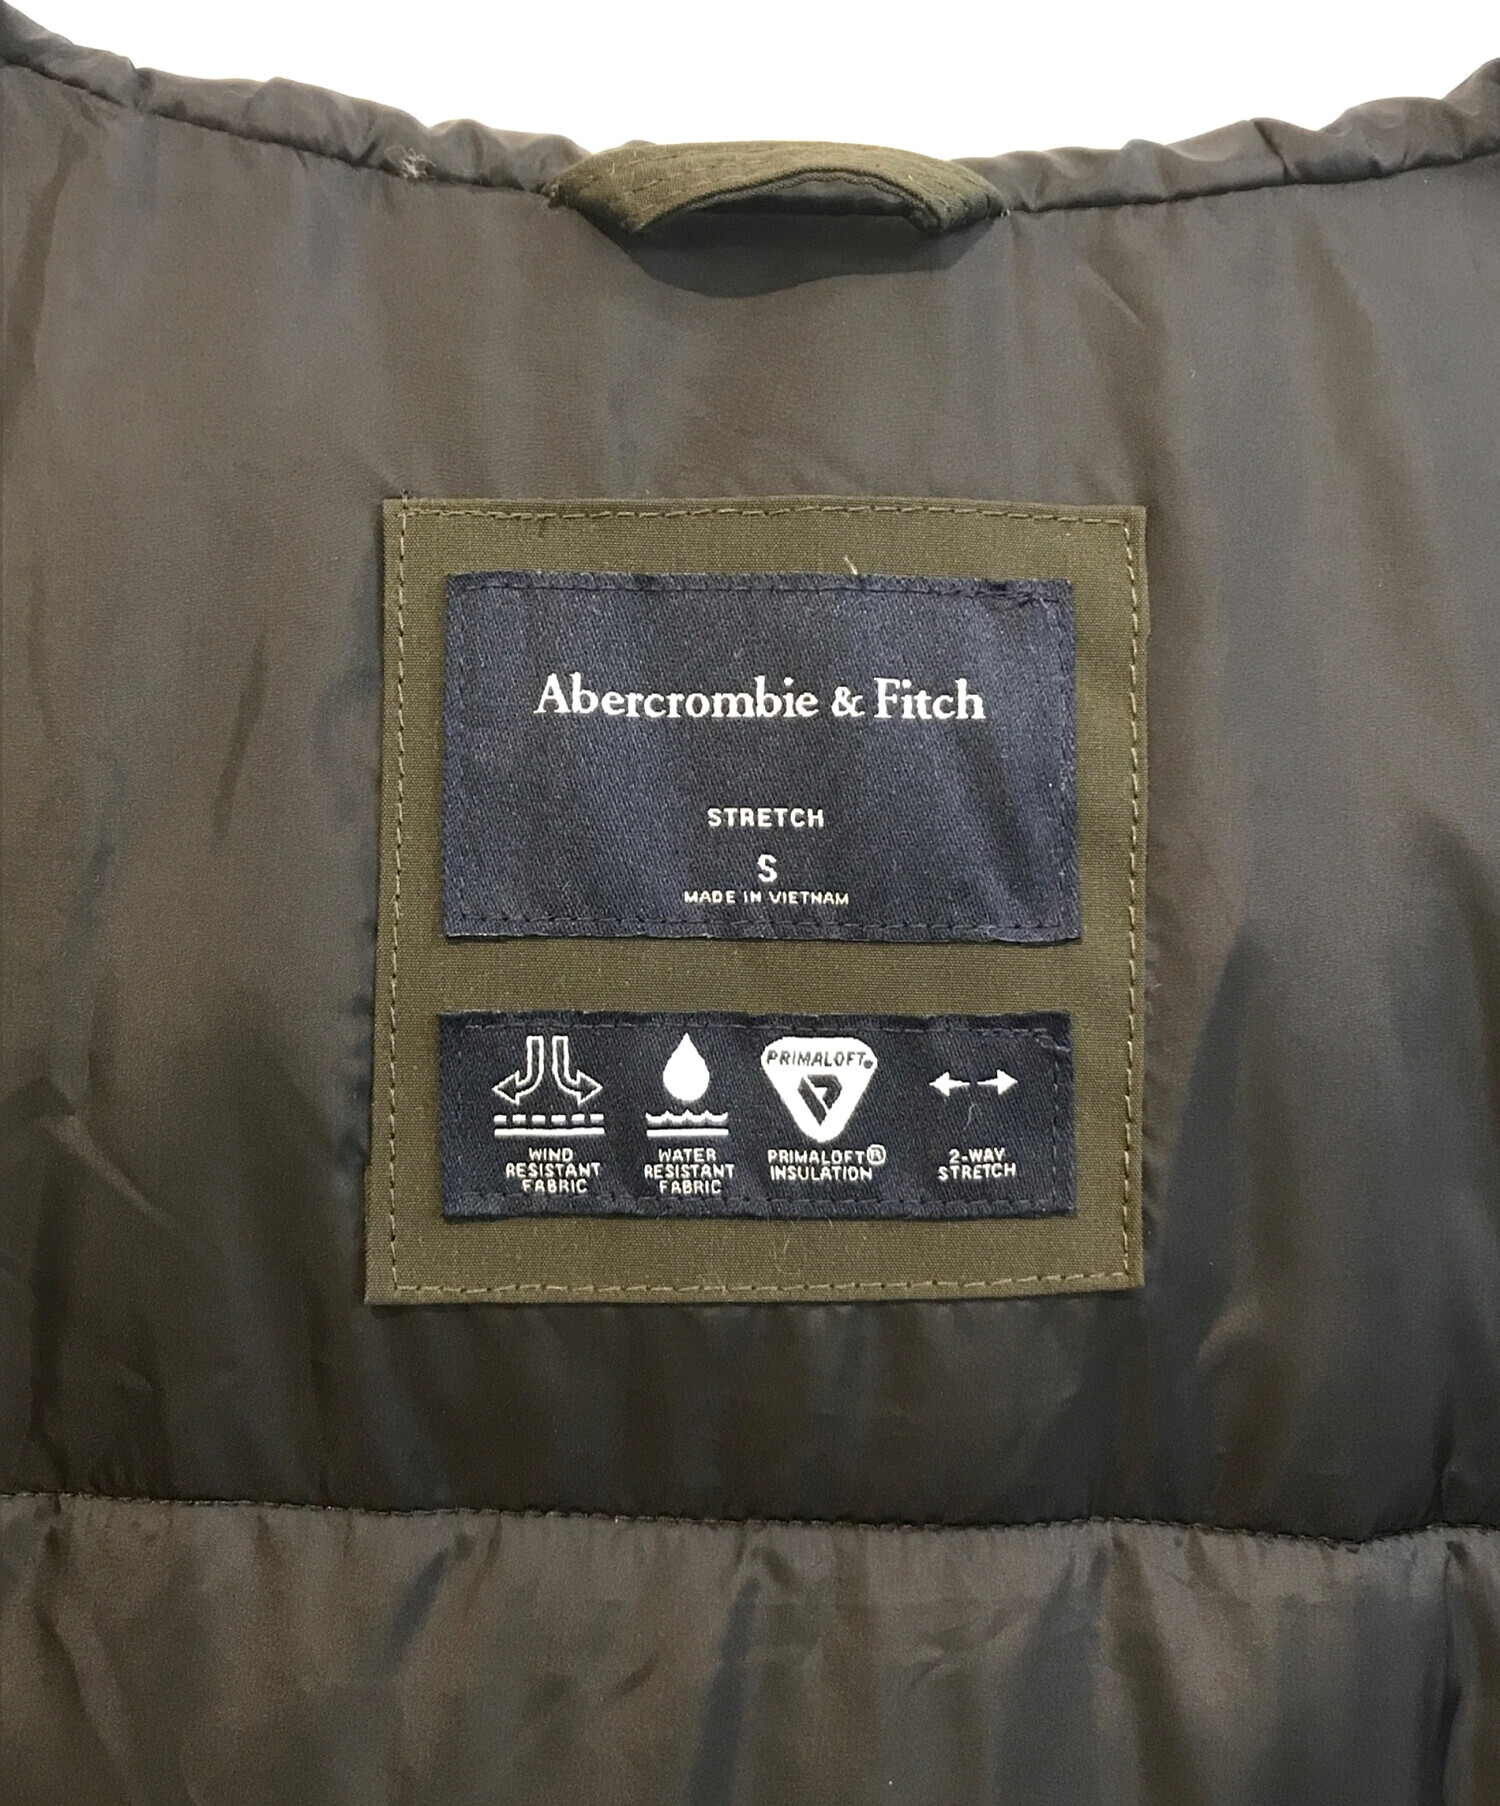 Abercrombie & Fitch
STRETCH
S
MADE IN VIETNAM
PRIMALOFT®
WIND
RESISTANT
FABRIC
WATER
RESISTANT
FABRIC
PRIMALOFT®
INSULATION
2-WAY
STRETCH